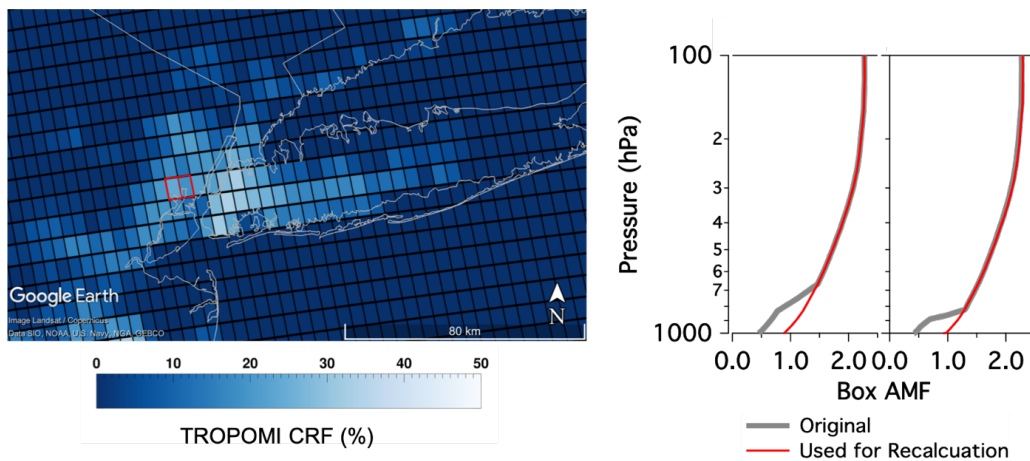 Google Earth
Image Landsat / Copernicus
Data SIO, NOAA, U.S. Navy, NGA, GEBCO
N
80 km
0 10 20 30 40 50
TROPOMI CRF (%)
Pressure (hPa)
100
2
3
4
5
6
7
1000
0.0 1.0 2.0 0.0 1.0 2.0
Box AMF
Original
Used for Recalcuation